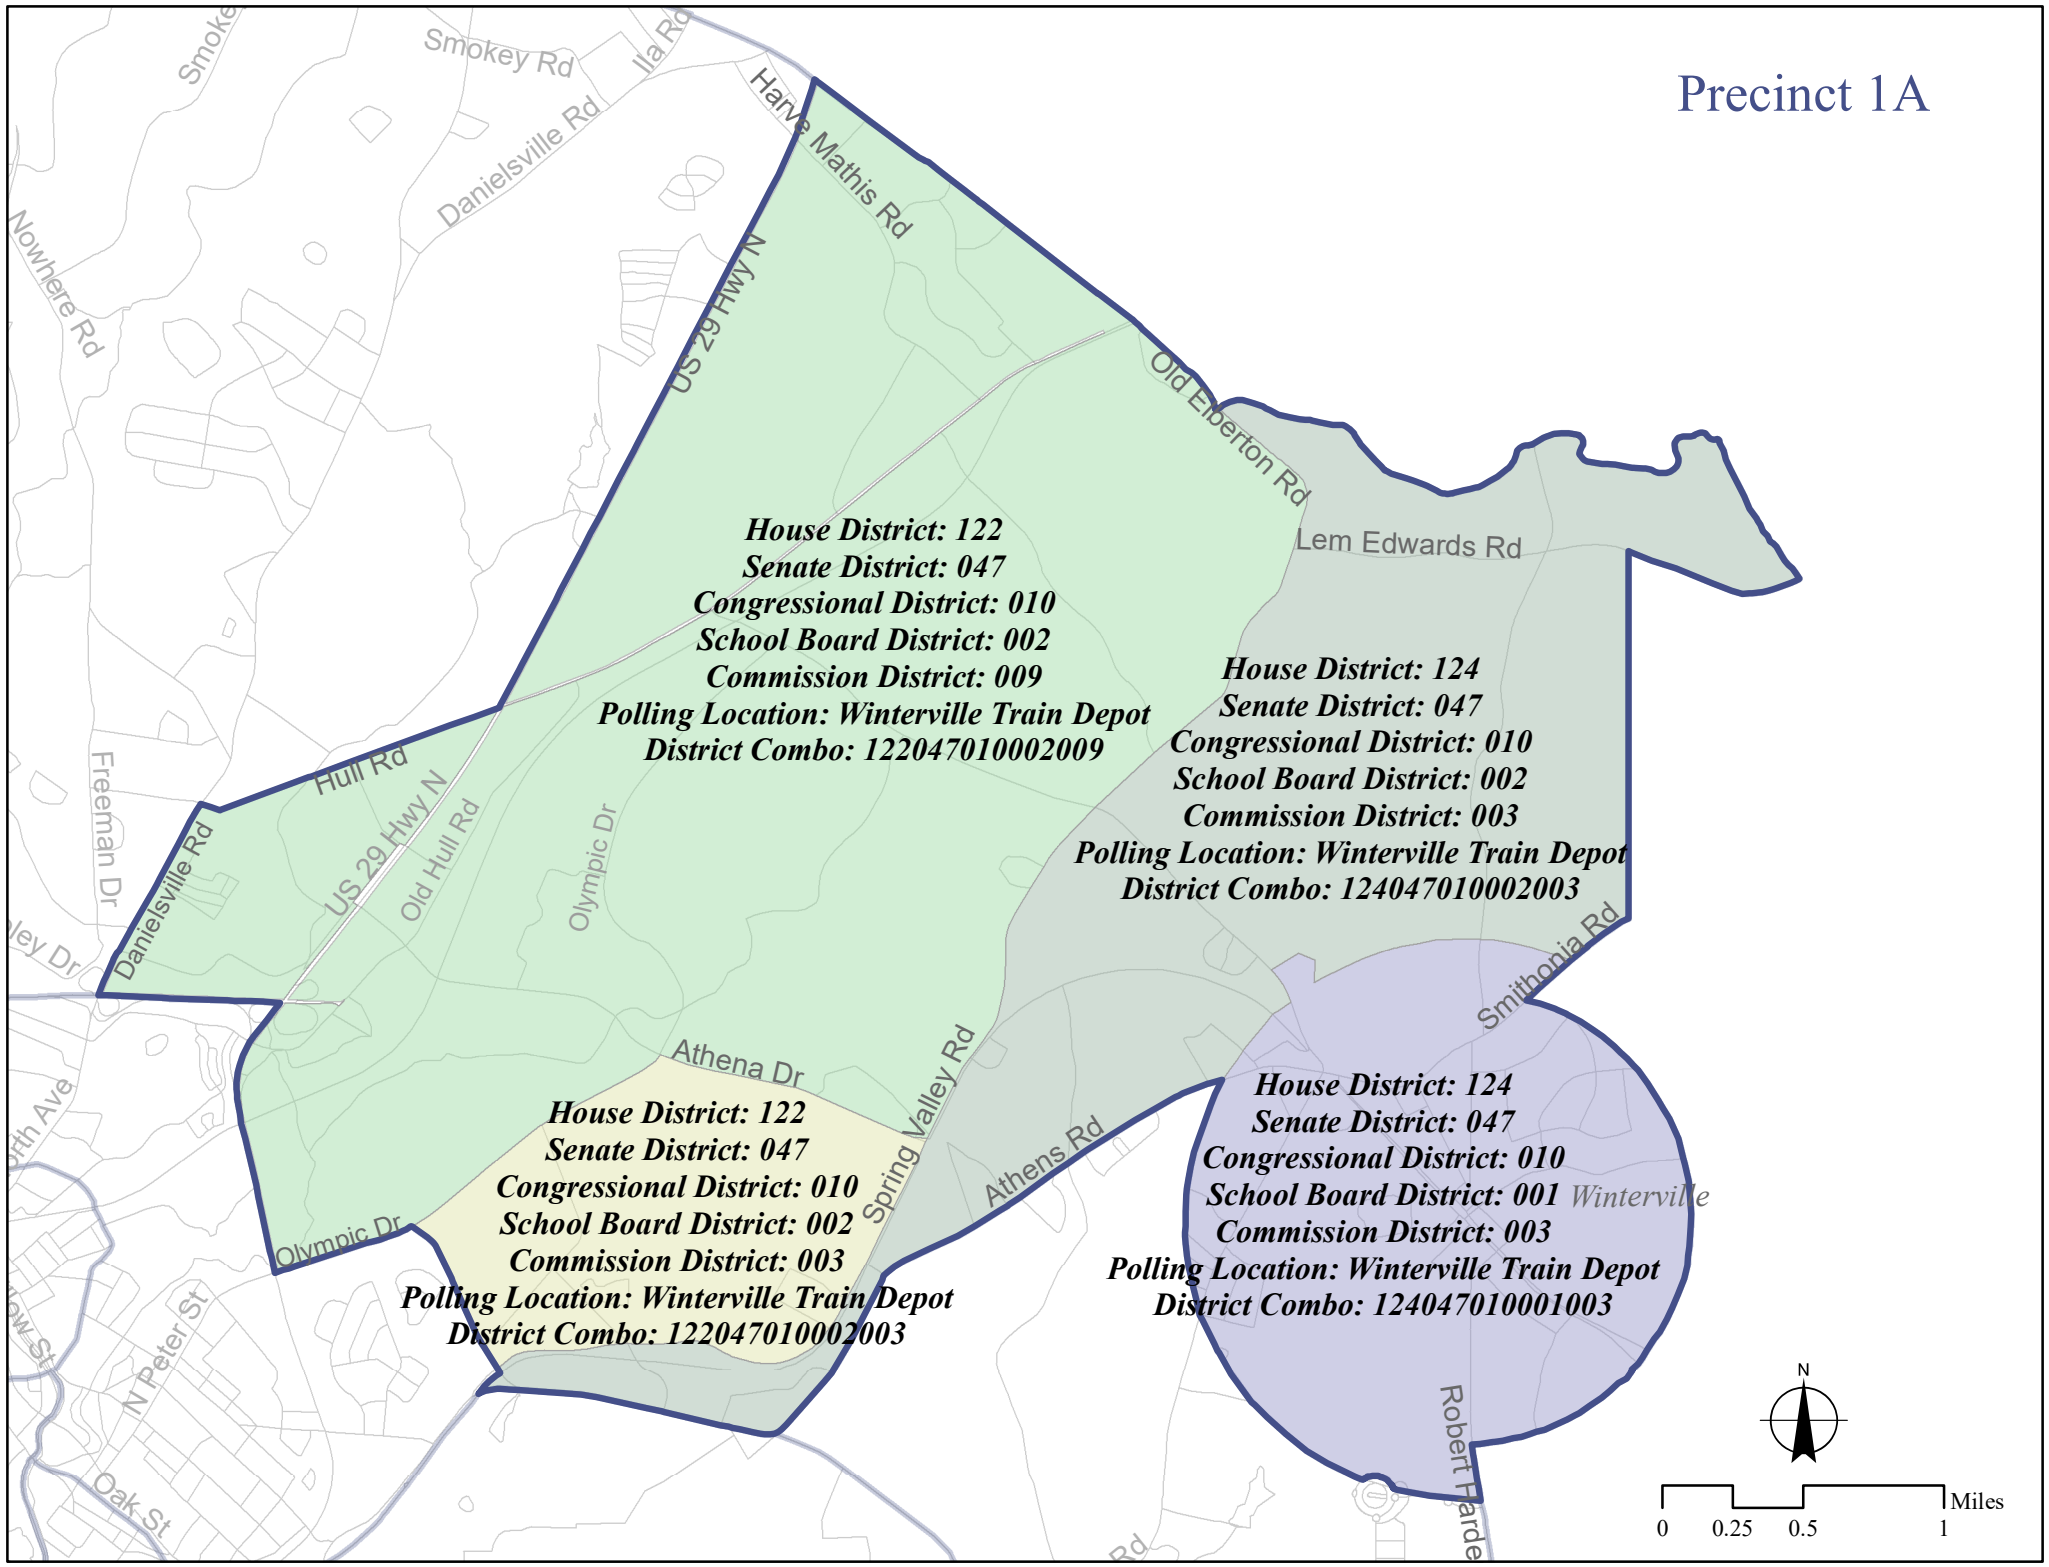 Precinct 1A
Smokey Rd
Ila Rd
Danielsville Rd
Harve Mathis Rd
Nowhere Rd
US 29 Hwy N
Old Elberton Rd
Lem Edwards Rd
House District: 122
Senate District: 047
Congressional District: 010
School Board District: 002
Commission District: 009
Polling Location: Winterville Train Depot
District Combo: 122047010002009
House District: 124
Senate District: 047
Congressional District: 010
School Board District: 002
Commission District: 003
Polling Location: Winterville Train Depot
District Combo: 124047010002003
Hull Rd
Freeman Dr
Danielsville Rd
US 29 Hwy N
Old Hull Rd
Olympic Dr
Smithonia Rd
Athena Dr
Spring Valley Rd
Athens Rd
House District: 122
Senate District: 047
Congressional District: 010
School Board District: 002
Commission District: 003
Polling Location: Winterville Train Depot
District Combo: 122047010002003
House District: 124
Senate District: 047
Congressional District: 010
School Board District: 001
Commission District: 003
Polling Location: Winterville Train Depot
District Combo: 124047010001003
Winterville
Olympic Dr
N Peter St
Oak St
Robert Harde
Rd
N
0 0.25 0.5 1
Miles